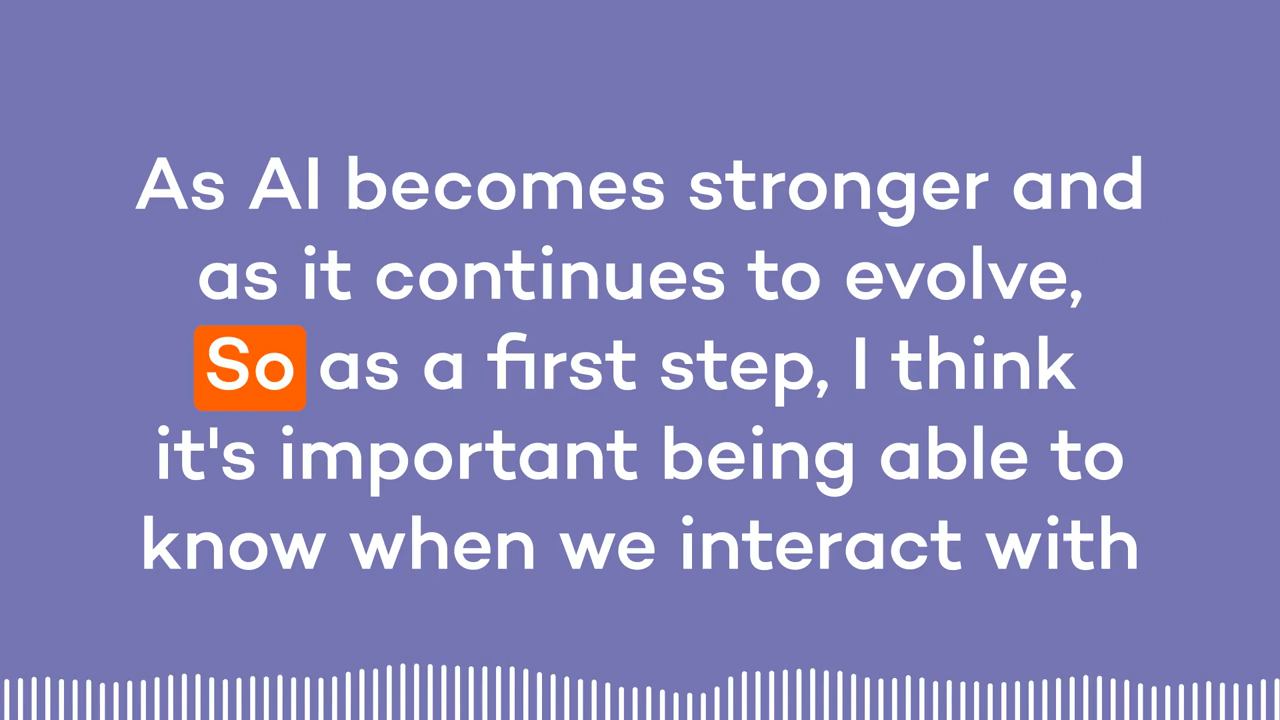 As AI becomes stronger and
as it continues to evolve,
So as a first step, I think
it's important being able to
know when we interact with